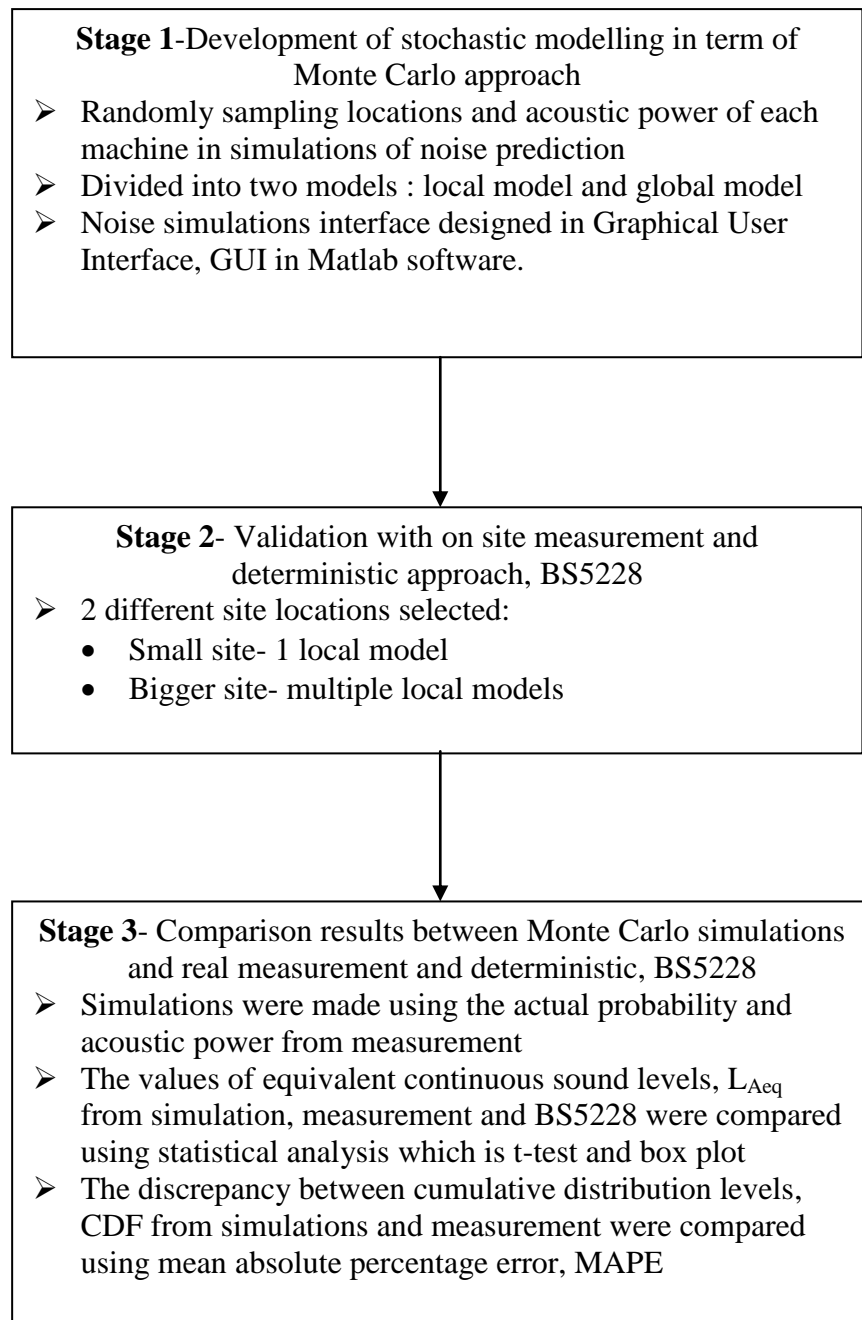 Stage 1-Development of stochastic modelling in term of
Monte Carlo approach
➢ Randomly sampling locations and acoustic power of each
machine in simulations of noise prediction
➢ Divided into two models : local model and global model
➢ Noise simulations interface designed in Graphical User
Interface, GUI in Matlab software.
Stage 2- Validation with on site measurement and
deterministic approach, BS5228
➢ 2 different site locations selected:
• Small site- 1 local model
• Bigger site- multiple local models
Stage 3- Comparison results between Monte Carlo simulations
and real measurement and deterministic, BS5228
➢ Simulations were made using the actual probability and
acoustic power from measurement
➢ The values of equivalent continuous sound levels, LAeq
from simulation, measurement and BS5228 were compared
using statistical analysis which is t-test and box plot
➢ The discrepancy between cumulative distribution levels,
CDF from simulations and measurement were compared
using mean absolute percentage error, MAPE